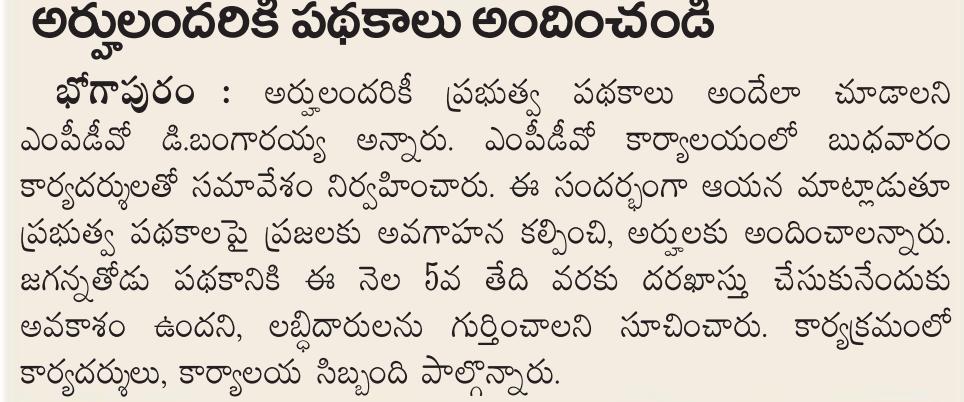 అర్హులందరికీ పథకాలు అందించండి
భోగాపురం : అర్హులందరికీ ప్రభుత్వ పథకాలు అందేలా చూడాలని
ఎంపీడీవో డి.బంగారయ్య అన్నారు. ఎంపీడీవో కార్యాలయంలో బుధవారం
కార్యదర్శులతో సమావేశం నిర్వహించారు. ఈ సందర్భంగా ఆయన మాట్లాడుతూ
ప్రభుత్వ పథకాలపై ప్రజలకు అవగాహన కల్పించి, అర్హులకు అందించాలన్నారు.
జగన్నతోడు పథకానికి ఈ నెల 5వ తేది వరకు దరఖాస్తు చేసుకునేందుకు
అవకాశం ఉందని, లబ్ధిదారులను గుర్తించాలని సూచించారు. కార్యక్రమంలో
కార్యదర్శులు, కార్యాలయ సిబ్బంది పాల్గొన్నారు.